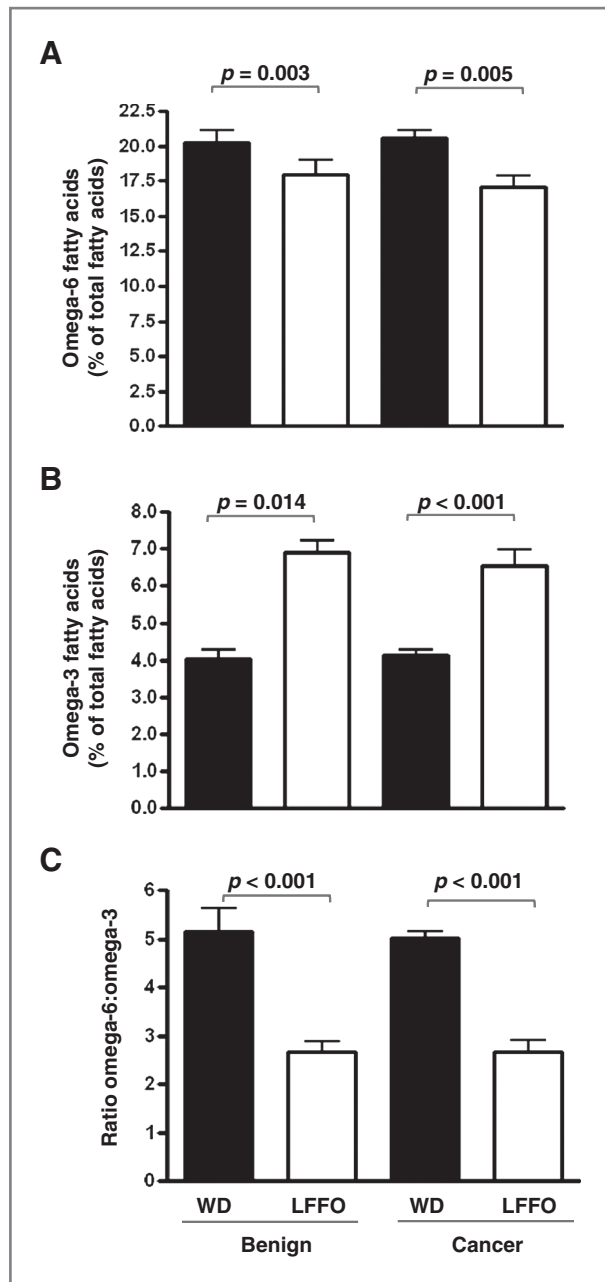 A
p = 0.003
p = 0.005
Omega-6 fatty acids
(% of total fatty acids)
22.5
20.0
17.5
15.0
12.5
10.0
7.5
5.0
2.5
0.0
B
p = 0.014
p < 0.001
Omega-3 fatty acids
(% of total fatty acids)
8.0
7.0
6.0
5.0
4.0
3.0
2.0
1.0
0.0
C
p < 0.001
p < 0.001
Ratio omega-6:omega-3
6
5
4
3
2
1
0
WD LFFO WD LFFO
Benign Cancer